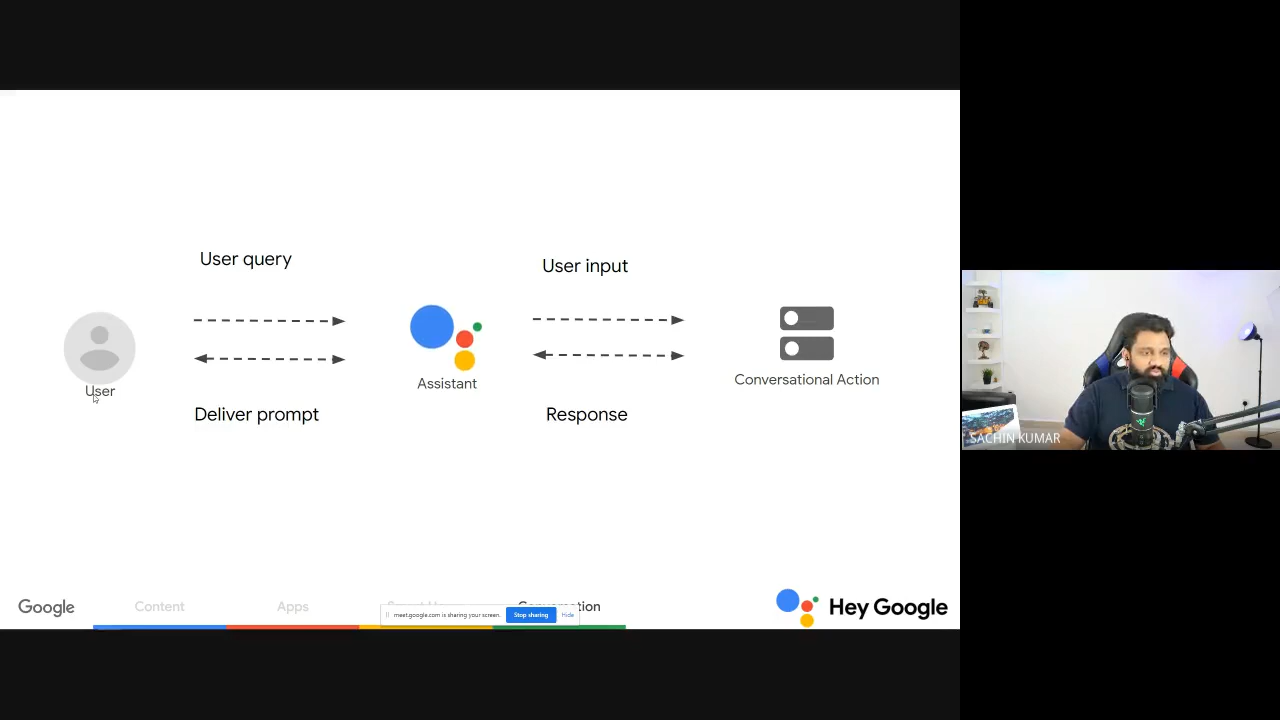 User query
User input
User
Assistant
Conversational Action
Deliver prompt
Response
SACHIN KUMAR
Google
Content
Apps
Conversation
meet.google.com is sharing your screen.
Stop sharing
Hide
Hey Google